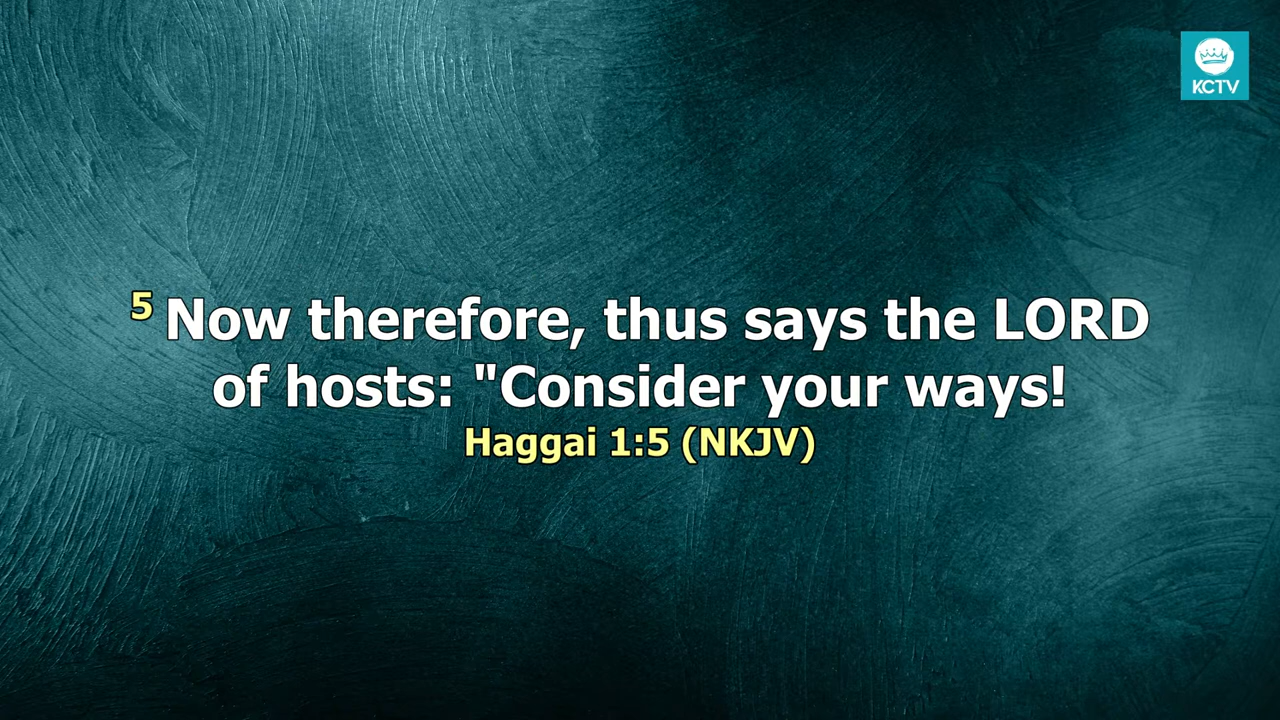 KCTV
5 Now therefore, thus says the LORD
of hosts: "Consider your ways!
Haggai 1:5 (NKJV)